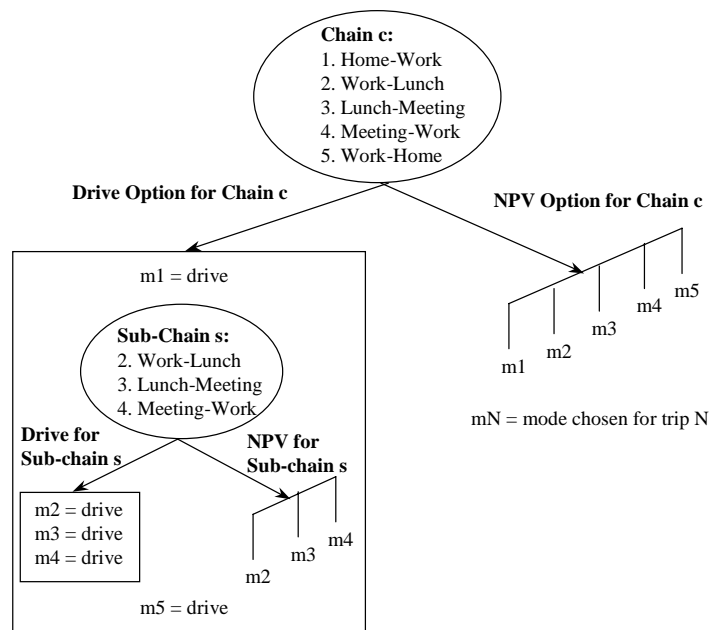 Chain c:
1. Home-Work
2. Work-Lunch
3. Lunch-Meeting
4. Meeting-Work
5. Work-Home
Drive Option for Chain c
NPV Option for Chain c
m1 = drive
Sub-Chain s:
2. Work-Lunch
3. Lunch-Meeting
4. Meeting-Work
Drive for
Sub-chain s
NPV for
Sub-chain s
m2 = drive
m3 = drive
m4 = drive
m2
m3
m4
m5 = drive
m1
m2
m3
m4
m5
mN = mode chosen for trip N